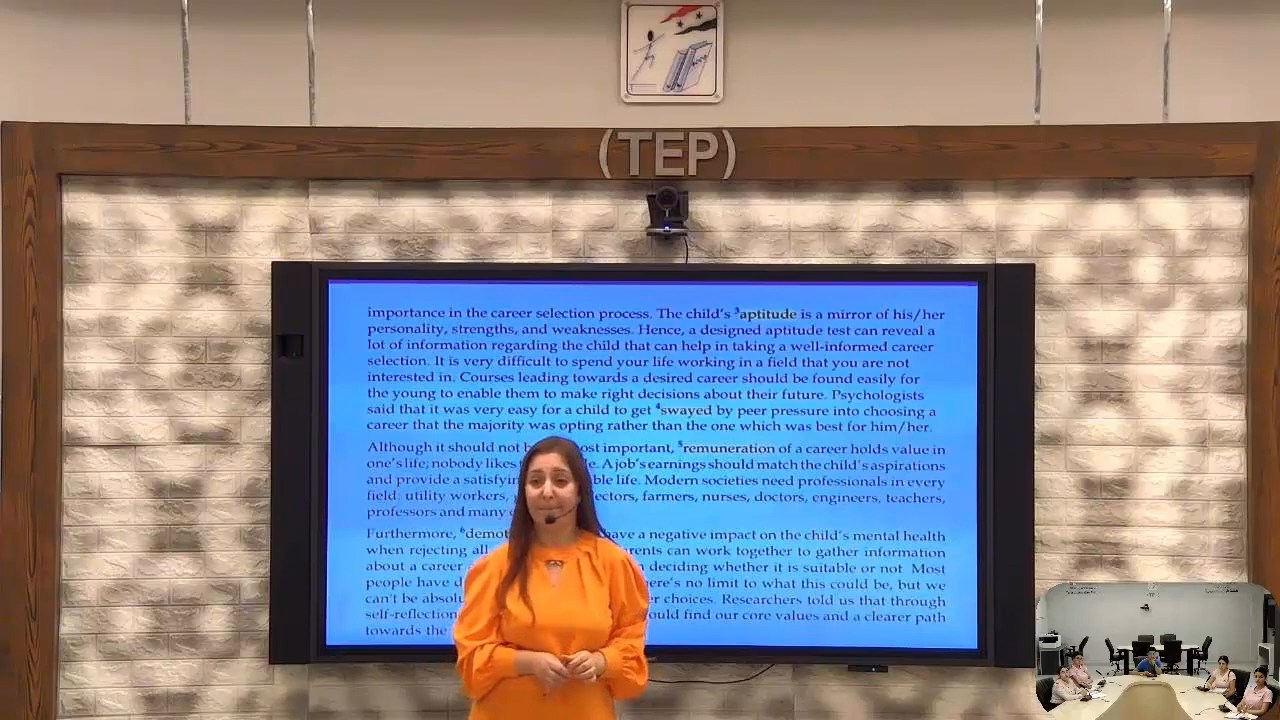 (TEP)
importance in the career selection process. The child's ³aptitude is a mirror of his/her
personality, strengths, and weaknesses. Hence, a designed aptitude test can reveal a
lot of information regarding the child that can help in taking a well-informed career
selection. It is very difficult to spend your life working in a field that you are not
interested in. Courses leading towards a desired career should be found easily for
the young to enable them to make right decisions about their future. Psychologists
said that it was very easy for a child to get ⁴swayed by peer pressure into choosing a
career that the majority was opting rather than the one which was best for him/her.
Although it should not ost important, ⁵remuneration of a career holds value in
one's life; nobody likes e. A job's earnings should match the child's aspirations
and provide a satisfyin ble life. Modern societies need professionals in every
field: utility workers, ectors, farmers, nurses, doctors, engineers, teachers,
professors and many
Furthermore, ⁶demot have a negative impact on the child's mental health
when rejecting all rents can work together to gather information
about a career deciding whether it is suitable or not. Most
people have d ere's no limit to what this could be, but we
can't be absolu er choices. Researchers told us that through
self-reflection ould find our core values and a clearer path
towards the